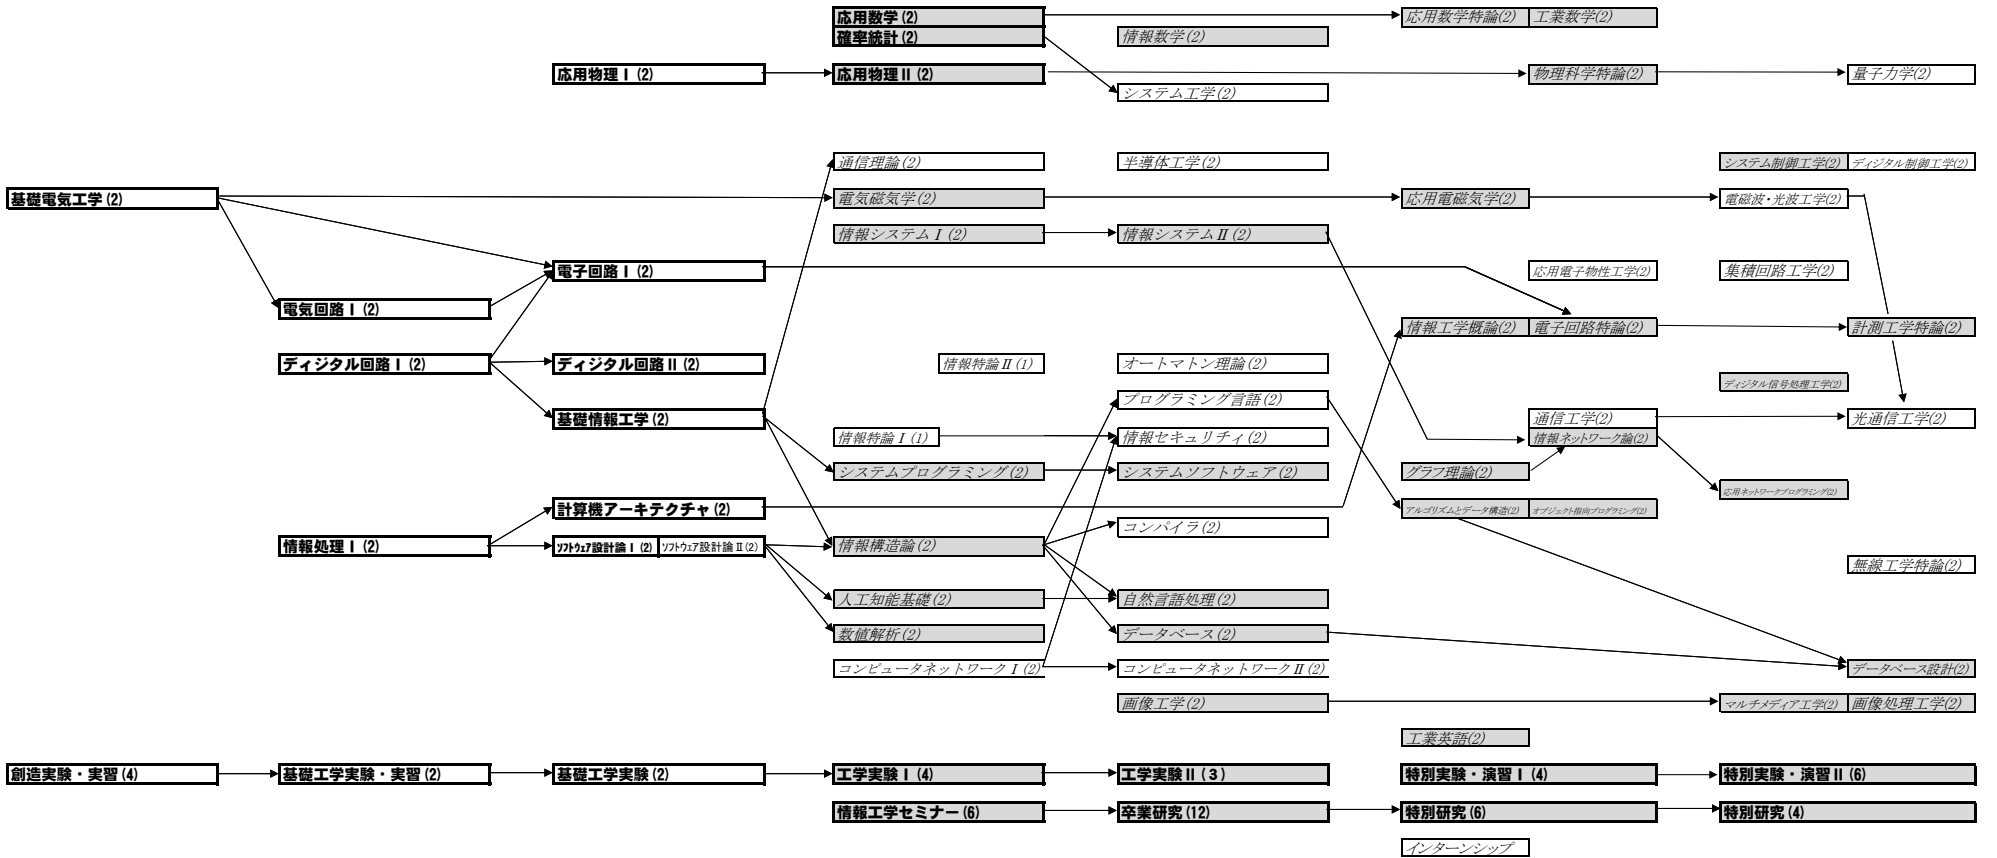 応用数学(2)
応用数学特論(2) 工業数学(2)
確率統計(2)
情報数学(2)
応用物理Ⅰ(2)
応用物理Ⅱ(2)
物理科学特論(2)
量子力学(2)
システム工学(2)
通信理論(2)
半導体工学(2)
システム制御工学(2) ディジタル制御工学(2)
基礎電気工学(2)
電気磁気学(2)
応用電磁気学(2)
電磁波・光波工学(2)
情報システムⅠ(2)
情報システムⅡ(2)
電子回路Ⅰ(2)
応用電子物性工学(2)
集積回路工学(2)
電気回路Ⅰ(2)
情報工学概論(2) 電子回路特論(2)
計測工学特論(2)
ディジタル回路Ⅰ(2)
ディジタル回路Ⅱ(2)
情報特論Ⅱ(1)
オートマトン理論(2)
ディジタル信号処理工学(2)
プログラミング言語(2)
基礎情報工学(2)
通信工学(2)
光通信工学(2)
情報特論Ⅰ(1)
情報セキュリティ(2)
情報ネットワーク論(2)
システムプログラミング(2)
システムソフトウェア(2)
グラフ理論(2)
応用ネットワークプログラミング(2)
計算機アーキテクチャ(2)
アルゴリズムとデータ構造(2) オブジェクト指向プログラミング(2)
コンパイラ(2)
情報処理Ⅰ(2)
ソフトウェア設計論Ⅰ(2) ソフトウェア設計論Ⅱ(2)
情報構造論(2)
無線工学特論(2)
人工知能基礎(2)
自然言語処理(2)
数値解析(2)
データベース(2)
コンピュータネットワークⅠ(2)
コンピュータネットワークⅡ(2)
データベース設計(2)
画像工学(2)
マルチメディア工学(2) 画像処理工学(2)
工業英語(2)
創造実験・実習(4)
基礎工学実験・実習(2)
基礎工学実験(2)
工学実験Ⅰ(4)
工学実験Ⅱ(３)
特別実験・演習Ⅰ(4)
特別実験・演習Ⅱ(6)
情報工学セミナー(6)
卒業研究(12)
特別研究(6)
特別研究(4)
インターンシップ